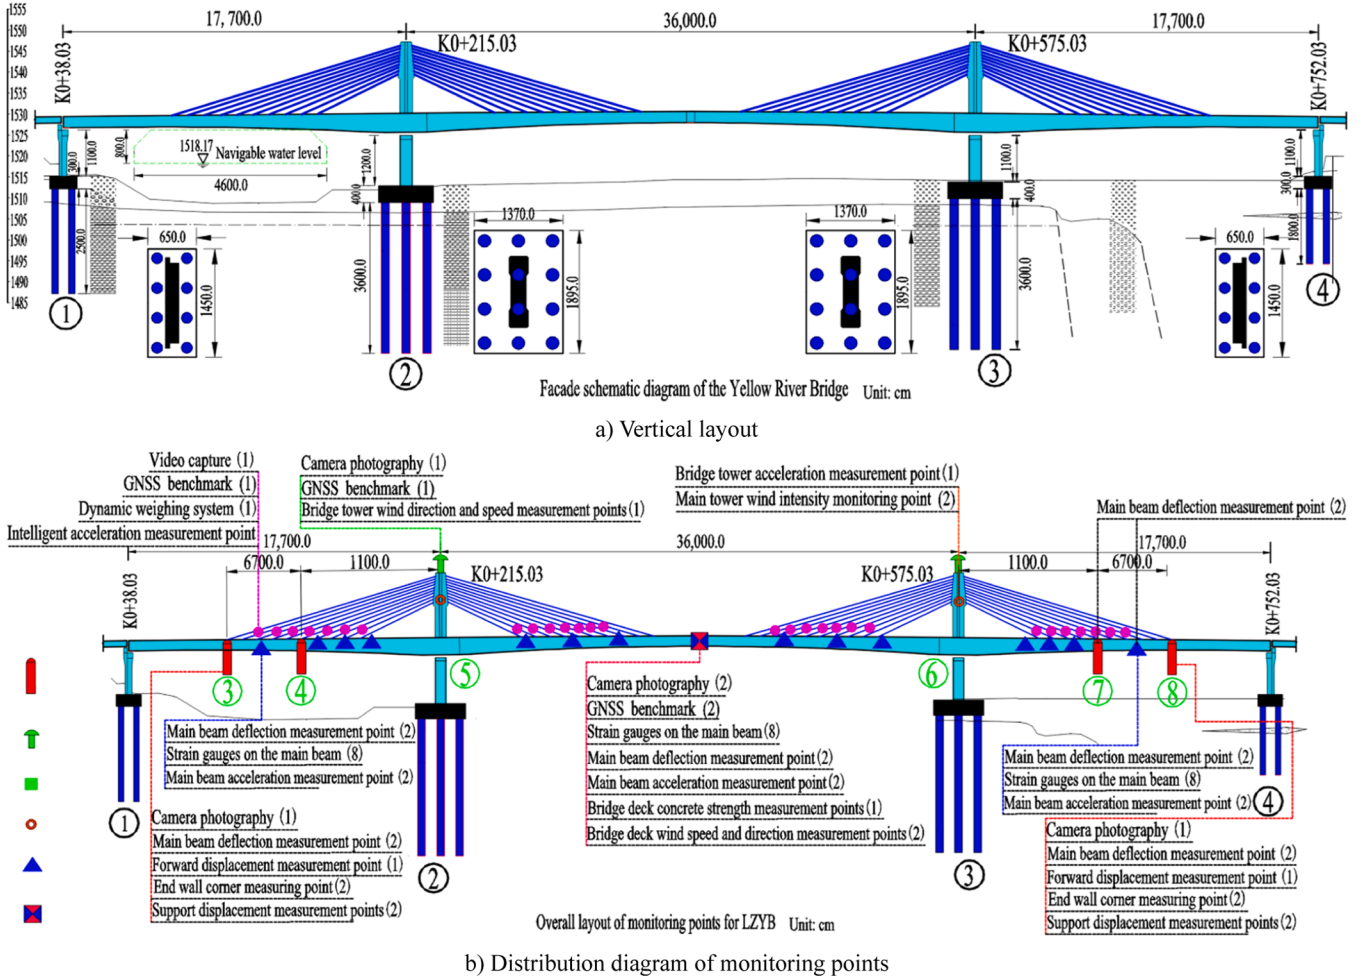 1555
1550
1545
1540
1535
1530
1525
1520
1515
1510
1505
1500
1495
1490
1485
17,700.0
36,000.0
17,700.0
K0+38.03
K0+215.03
K0+575.03
K0+752.03
300.0
1100.0
800.0
1518.17
Navigable water level
4600.0
1200.0
400.0
1100.0
400.0
1100.0
300.0
2500.0
650.0
1450.0
3600.0
1370.0
1895.0
1370.0
1895.0
3600.0
650.0
1450.0
1800.0
1
2
3
4
Facade schematic diagram of the Yellow River Bridge Unit: cm
a) Vertical layout
Video capture (1)
GNSS benchmark (1)
Dynamic weighing system (1)
Intelligent acceleration measurement point
Camera photography (1)
GNSS benchmark (1)
Bridge tower wind direction and speed measurement points (1)
Bridge tower acceleration measurement point (1)
Main tower wind intensity monitoring point (2)
Main beam deflection measurement point (2)
17,700.0
36,000.0
17,700.0
6700.0
1100.0
1100.0
6700.0
K0+38.03
K0+215.03
K0+575.03
K0+752.03
3
4
5
6
7
8
Main beam deflection measurement point (2)
Strain gauges on the main beam (8)
Main beam acceleration measurement point (2)
Camera photography (1)
Main beam deflection measurement point (2)
Forward displacement measurement point (1)
End wall corner measuring point (2)
Support displacement measurement points (2)
Camera photography (2)
GNSS benchmark (2)
Strain gauges on the main beam (8)
Main beam deflection measurement point (2)
Main beam acceleration measurement point (2)
Bridge deck concrete strength measurement points (1)
Bridge deck wind speed and direction measurement points (2)
Main beam deflection measurement point (2)
Strain gauges on the main beam (8)
Main beam acceleration measurement point (2)
Camera photography (1)
Main beam deflection measurement point (2)
Forward displacement measurement point (1)
End wall corner measuring point (2)
Support displacement measurement points (2)
1
2
3
4
Overall layout of monitoring points for LZYB Unit: cm
b) Distribution diagram of monitoring points